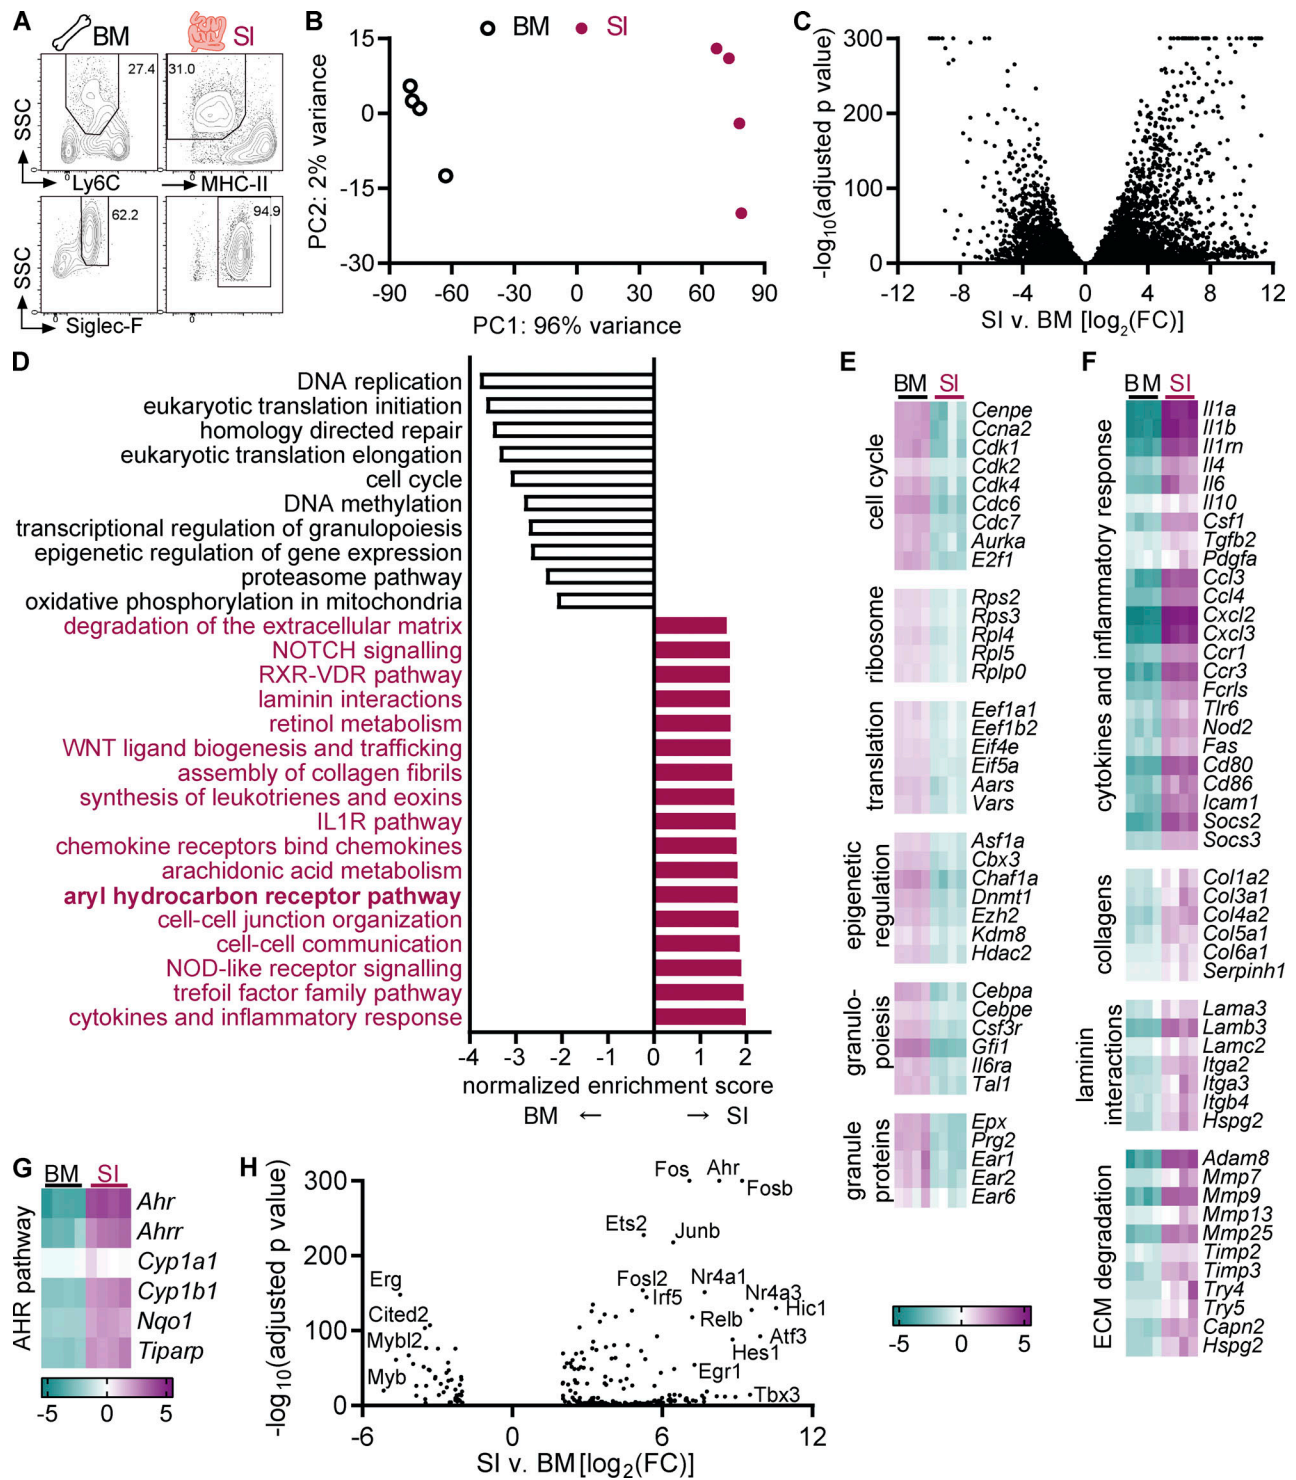 A
BM
SI
27.4
31.0
SSC
0
0
0
0
Ly6C
MHC-II
62.2
94.9
SSC
0
0
0
0
Siglec-F
B
BM
SI
PC2: 2% variance
15
0
-15
-30
-90
-60
-30
0
30
60
90
PC1: 96% variance
C
-log10(adjusted p value)
300
200
100
0
-12
-8
-4
0
4
8
12
SI v. BM [log2(FC)]
D
DNA replication
eukaryotic translation initiation
homology directed repair
eukaryotic translation elongation
cell cycle
DNA methylation
transcriptional regulation of granulopoiesis
epigenetic regulation of gene expression
proteasome pathway
oxidative phosphorylation in mitochondria
degradation of the extracellular matrix
NOTCH signalling
RXR-VDR pathway
laminin interactions
retinol metabolism
WNT ligand biogenesis and trafficking
assembly of collagen fibrils
synthesis of leukotrienes and eoxins
IL1R pathway
chemokine receptors bind chemokines
arachidonic acid metabolism
aryl hydrocarbon receptor pathway
cell-cell junction organization
cell-cell communication
NOD-like receptor signalling
trefoil factor family pathway
cytokines and inflammatory response
-4
-3
-2
-1
0
1
2
normalized enrichment score
BM ← → SI
E
BM
SI
cell cycle
Cenpe
Ccna2
Cdk1
Cdk2
Cdk4
Cdc6
Cdc7
Aurka
E2f1
ribosome
Rps2
Rps3
Rpl4
Rpl5
Rplp0
translation
Eef1a1
Eef1b2
Eif4e
Eif5a
Aars
Vars
epigenetic
regulation
Asf1a
Cbx3
Chaf1a
Dnmt1
Ezh2
Kdm8
Hdac2
granulo-
poiesis
Cebpa
Cebpe
Csf3r
Gfi1
Il6ra
Tal1
granule
proteins
Epx
Prg2
Ear1
Ear2
Ear6
-5
0
5
F
BM
SI
cytokines and inflammatory response
Il1a
Il1b
Il1rn
Il4
Il6
Il10
Csf1
Tgfb2
Pdgfa
Ccl3
Ccl4
Cxcl2
Cxcl3
Ccr1
Ccr3
Fcrls
Tlr6
Nod2
Fas
Cd80
Cd86
Icam1
Socs2
Socs3
collagens
Col1a2
Col3a1
Col4a2
Col5a1
Col6a1
Serpinh1
laminin
interactions
Lama3
Lamb3
Lamc2
Itga2
Itga3
Itgb4
Hspg2
ECM degradation
Adam8
Mmp7
Mmp9
Mmp13
Mmp25
Timp2
Timp3
Try4
Try5
Capn2
Hspg2
G
BM
SI
AHR pathway
Ahr
Ahrr
Cyp1a1
Cyp1b1
Nqo1
Tiparp
-5
0
5
H
-log10(adjusted p value)
300
200
100
0
Fos
Ahr
Fosb
Ets2
Junb
Erg
Fosl2
Nr4a1
Irf5
Nr4a3
Hic1
Cited2
Relb
Mybl2
Atf3
Hes1
Myb
Egr1
Tbx3
-6
0
6
12
SI v. BM [log2(FC)]